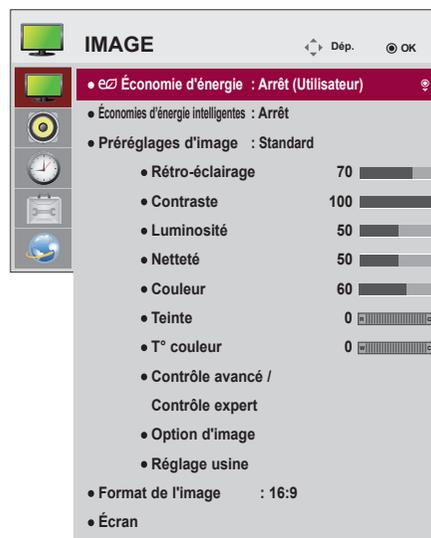 IMAGE Dép. OK
Économie d'énergie : Arrêt (Utilisateur)
Économies d'énergie intelligentes : Arrêt
Préréglages d'image : Standard
Rétro-éclairage 70
Contraste 100
Luminosité 50
Netteté 50
Couleur 60
Teinte 0 R G
T° couleur 0 W C
Contrôle avancé /
Contrôle expert
Option d'image
Réglage usine
Format de l'image : 16:9
Écran